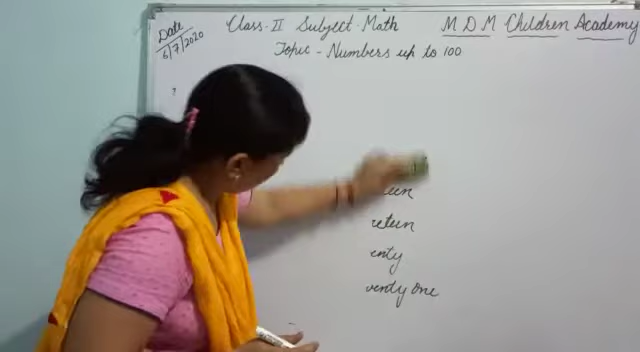 Date
6/7/2020
Class-II Subject-Math
M D M Children Academy
Topic - Numbers up to 100
eteen
enty
venty one